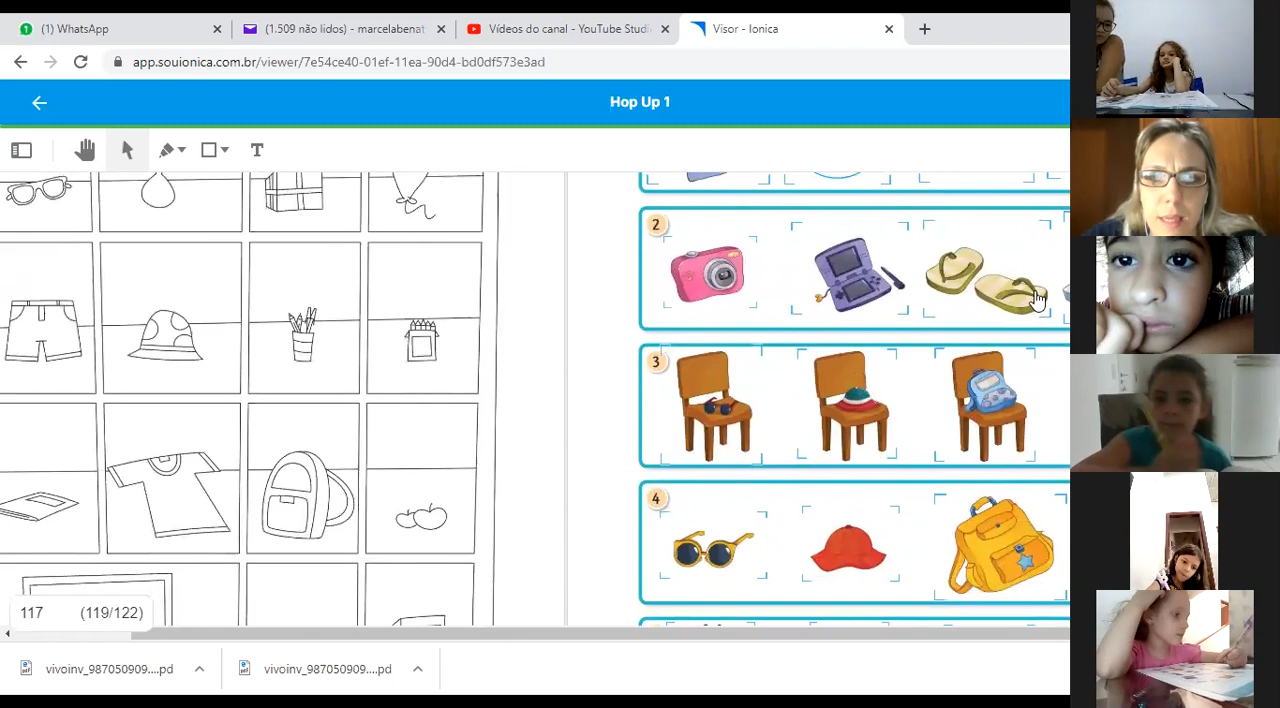 (1) WhatsApp
(1.509 não lidos) - marcelabenat
Vídeos do canal - YouTube Studi
Visor - Ionica
app.souionica.com.br/viewer/7e54ce40-01ef-11ea-90d4-bd0df573e3ad
Hop Up 1
T
2
3
4
117 (119/122)
vivoinv_987050909....pd
vivoinv_987050909....pd